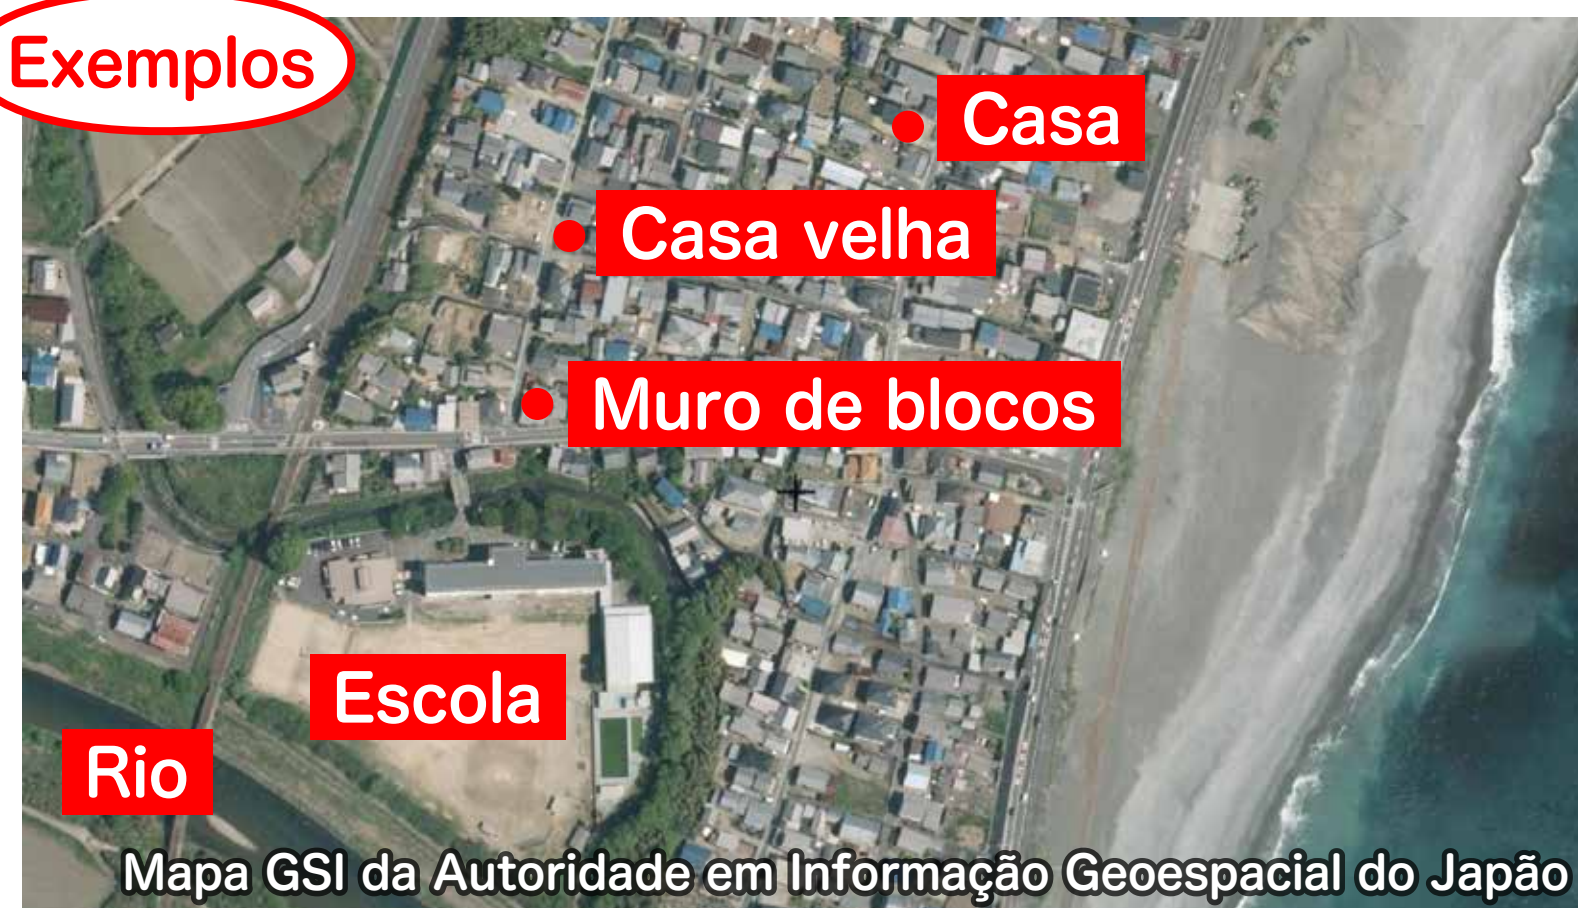 Exemplos
Casa
Casa velha
Muro de blocos
Escola
Rio
Mapa GSI da Autoridade em Informação Geoespacial do Japão